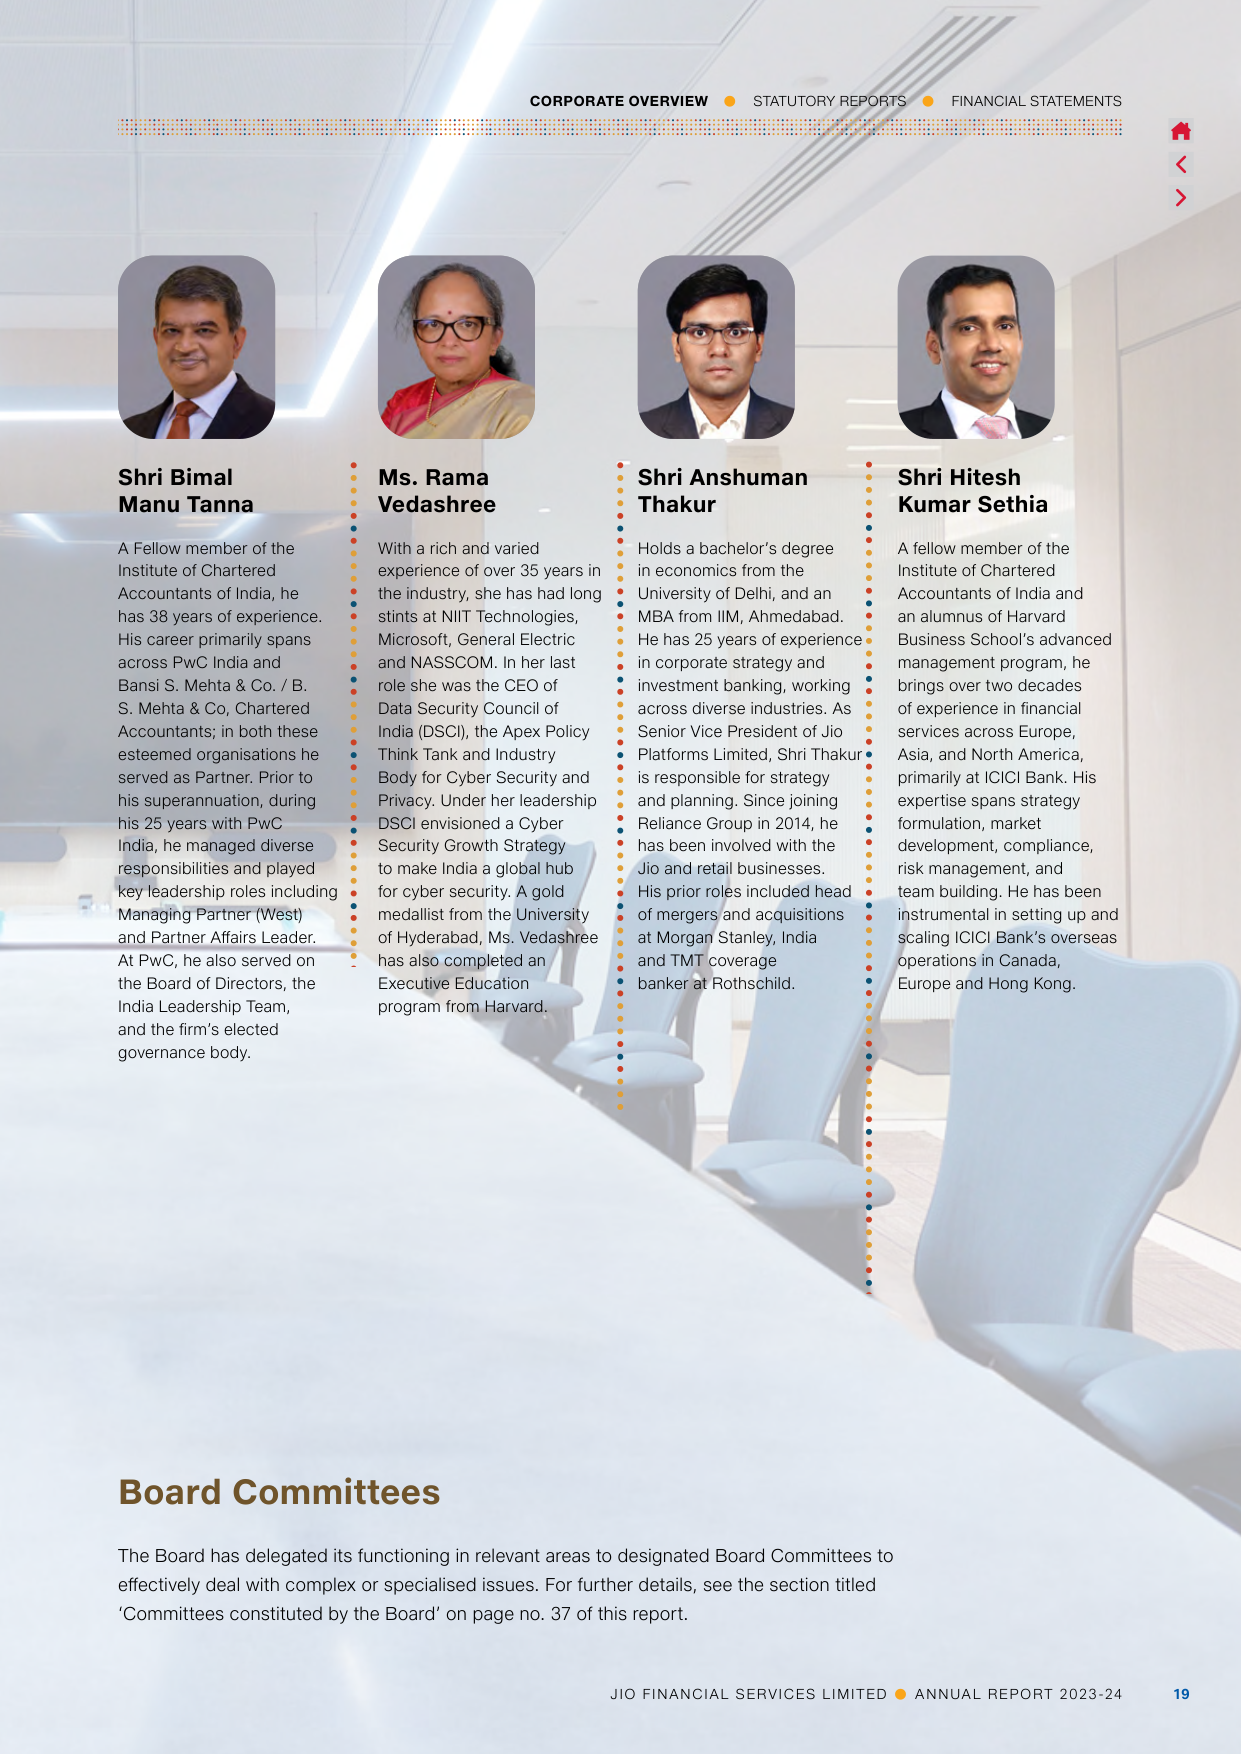 CORPORATE OVERVIEW ● STATUTORY REPORTS ● FINANCIAL STATEMENTS
Shri Bimal
Manu Tanna
A Fellow member of the
Institute of Chartered
Accountants of India, he
has 38 years of experience.
His career primarily spans
across PwC India and
Bansi S. Mehta & Co. / B.
S. Mehta & Co, Chartered
Accountants; in both these
esteemed organisations he
served as Partner. Prior to
his superannuation, during
his 25 years with PwC
India, he managed diverse
responsibilities and played
key leadership roles including
Managing Partner (West)
and Partner Affairs Leader.
At PwC, he also served on
the Board of Directors, the
India Leadership Team,
and the firm's elected
governance body.
Ms. Rama
Vedashree
With a rich and varied
experience of over 35 years in
the industry, she has had long
stints at NIIT Technologies,
Microsoft, General Electric
and NASSCOM. In her last
role she was the CEO of
Data Security Council of
India (DSCI), the Apex Policy
Think Tank and Industry
Body for Cyber Security and
Privacy. Under her leadership
DSCI envisioned a Cyber
Security Growth Strategy
to make India a global hub
for cyber security. A gold
medallist from the University
of Hyderabad, Ms. Vedashree
has also completed an
Executive Education
program from Harvard.
Shri Anshuman
Thakur
Holds a bachelor's degree
in economics from the
University of Delhi, and an
MBA from IIM, Ahmedabad.
He has 25 years of experience
in corporate strategy and
investment banking, working
across diverse industries. As
Senior Vice President of Jio
Platforms Limited, Shri Thakur
is responsible for strategy
and planning. Since joining
Reliance Group in 2014, he
has been involved with the
Jio and retail businesses.
His prior roles included head
of mergers and acquisitions
at Morgan Stanley, India
and TMT coverage
banker at Rothschild.
Shri Hitesh
Kumar Sethia
A fellow member of the
Institute of Chartered
Accountants of India and
an alumnus of Harvard
Business School's advanced
management program, he
brings over two decades
of experience in financial
services across Europe,
Asia, and North America,
primarily at ICICI Bank. His
expertise spans strategy
formulation, market
development, compliance,
risk management, and
team building. He has been
instrumental in setting up and
scaling ICICI Bank's overseas
operations in Canada,
Europe and Hong Kong.
Board Committees
The Board has delegated its functioning in relevant areas to designated Board Committees to
effectively deal with complex or specialised issues. For further details, see the section titled
'Committees constituted by the Board' on page no. 37 of this report.
JIO FINANCIAL SERVICES LIMITED ● ANNUAL REPORT 2023-24 19